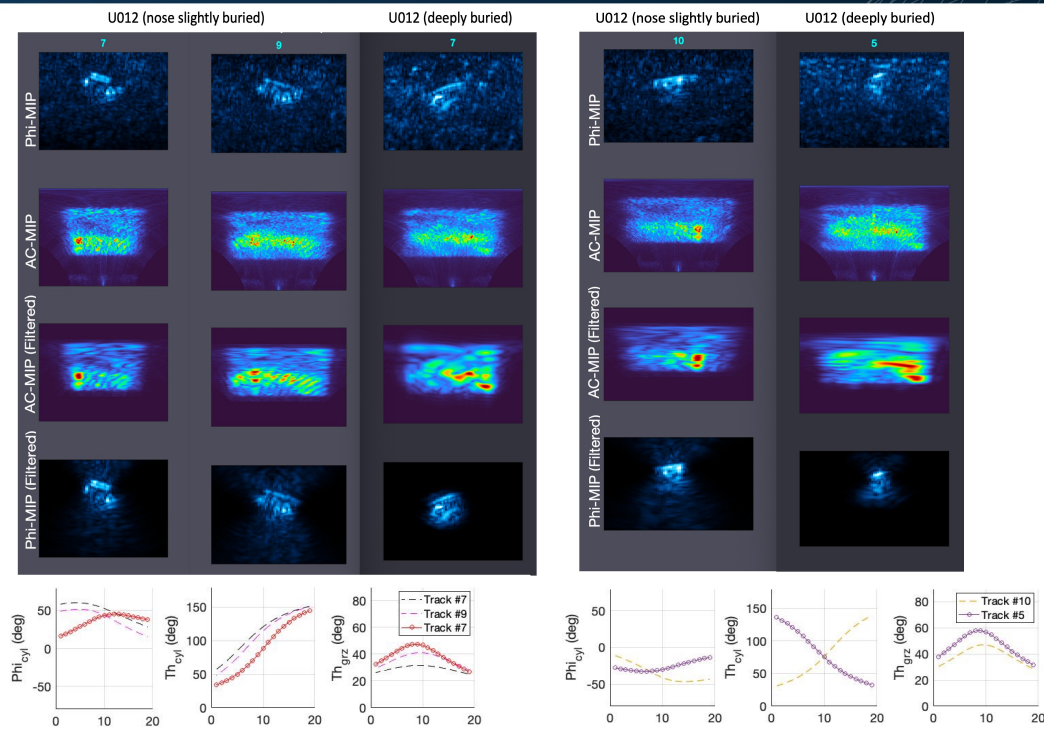 U012 (nose slightly buried) U012 (deeply buried) U012 (nose slightly buried) U012 (deeply buried)
7 9 7 10 5
Phi-MIP Phi-MIP
AC-MIP AC-MIP
AC-MIP (Filtered) AC-MIP (Filtered)
Phi-MIP (Filtered) Phi-MIP (Filtered)
Phi_cyl (deg)
50
0
-50
0 10 20
Th_cyl (deg)
150
100
50
0
0 10 20
Th_grz (deg)
80
60
40
20
0
0 10 20
Track #7
Track #9
Track #7
Phi_cyl (deg)
50
0
-50
0 10 20
Th_cyl (deg)
150
100
50
0
0 10 20
Th_grz (deg)
80
60
40
20
0
0 10 20
Track #10
Track #5